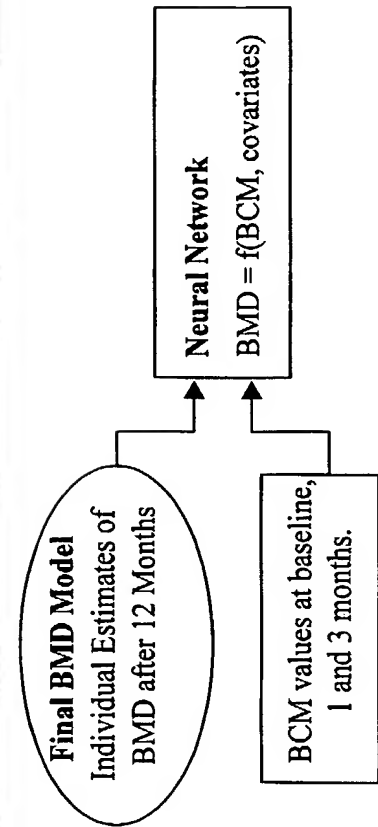 Final BMD Model
Individual Estimates of
BMD after 12 Months
BCM values at baseline,
1 and 3 months.
Neural Network
BMD = f(BCM, covariates)